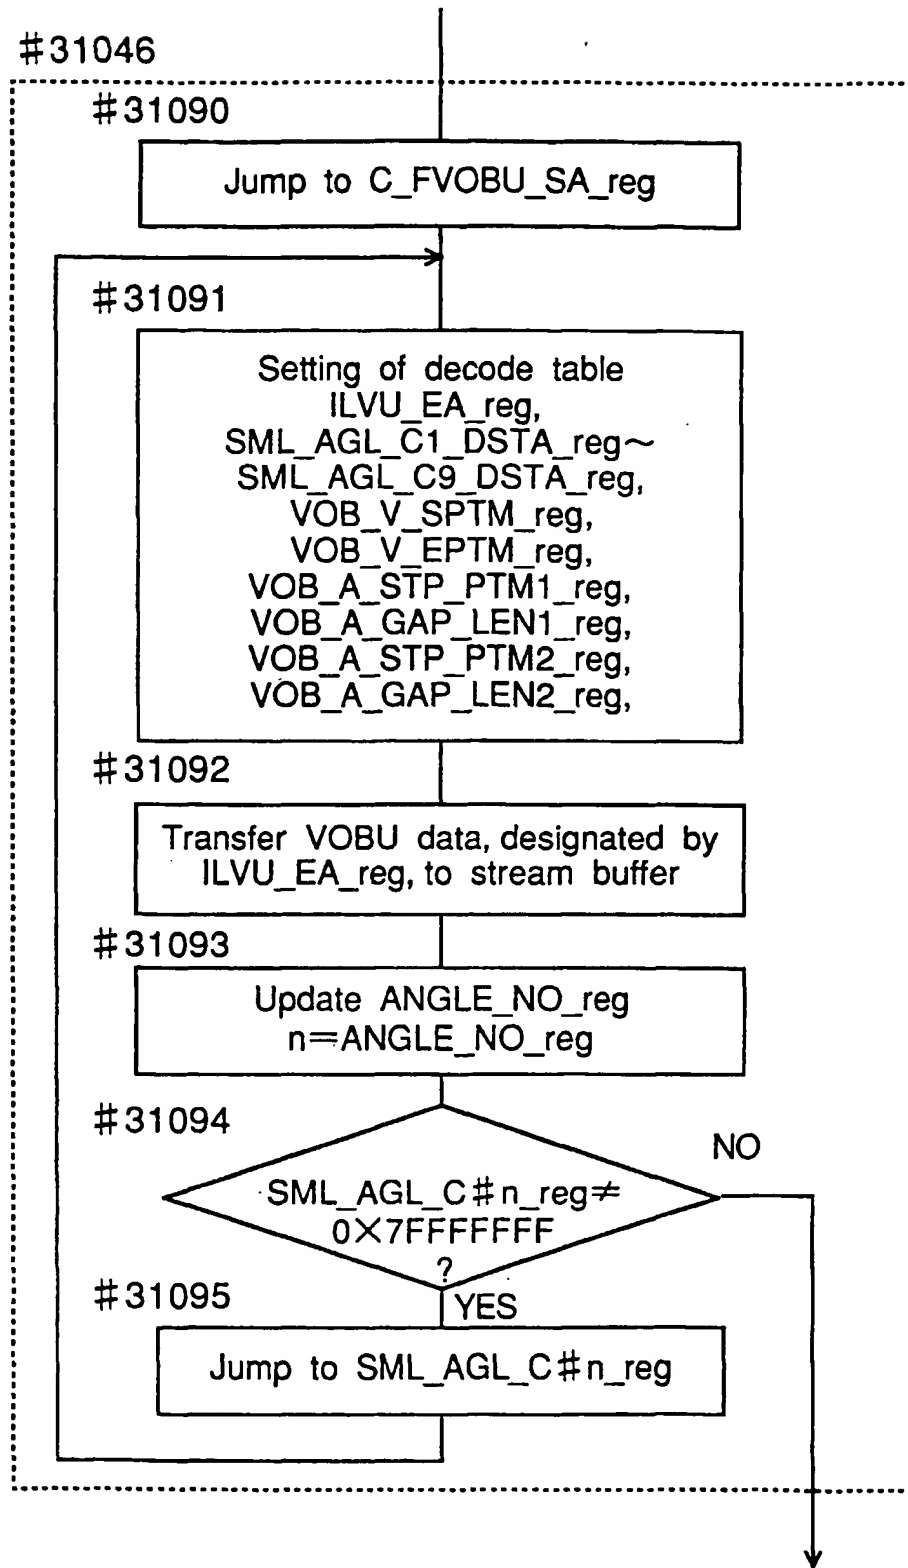 #31046
#31090
Jump to C_FVOBU_SA_reg
#31091
Setting of decode table
ILVU_EA_reg,
SML_AGL_C1_DSTA_reg~
SML_AGL_C9_DSTA_reg,
VOB_V_SPTM_reg,
VOB_V_EPTM_reg,
VOB_A_STP_PTM1_reg,
VOB_A_GAP_LEN1_reg,
VOB_A_STP_PTM2_reg,
VOB_A_GAP_LEN2_reg,
#31092
Transfer VOBU data, designated by
ILVU_EA_reg, to stream buffer
#31093
Update ANGLE_NO_reg
n=ANGLE_NO_reg
#31094
NO
SML_AGL_C#n_reg≠
0×7FFFFFFF
?
#31095
YES
Jump to SML_AGL_C#n_reg